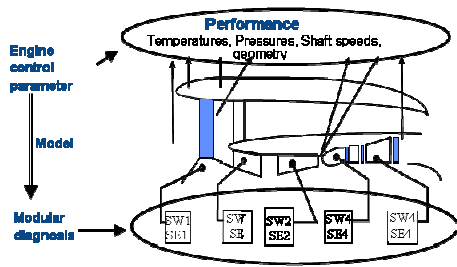 Performance
Temperatures, Pressures, Shaft speeds,
geometry
Engine
control
parameter
Model
Modular
diagnosis
SW1
SE1
SW
SE
SW2
SE2
SW4
SE4
SW4
SE4